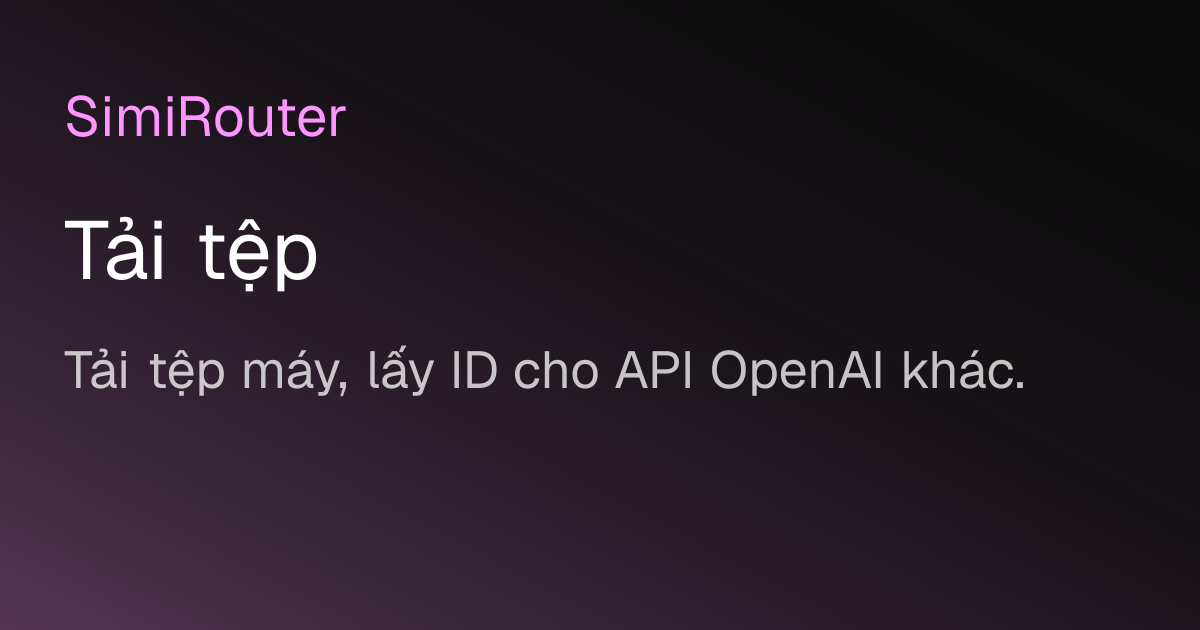 SimiRouter
Tải tệp
Tải tệp máy, lấy ID cho API OpenAI khác.